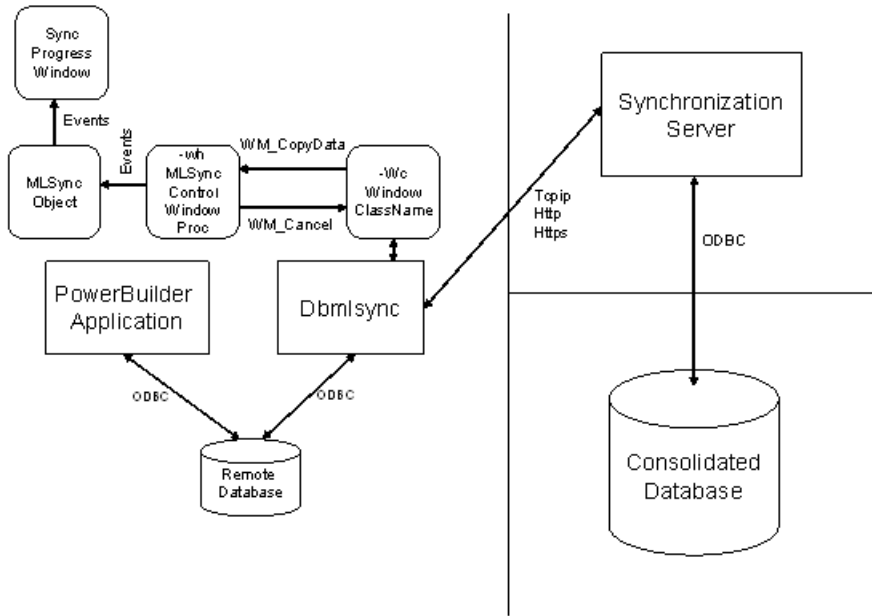 Sync
Progress
Window
Events
MLSync
Object
Events
-wh
MLSync
Control
Window
Proc
WM_CopyData
WM_Cancel
-Wc
Window
ClassName
PowerBuilder
Application
Dbmlsync
ODBC
ODBC
Remote
Database
Tcpip
Http
Https
Synchronization
Server
ODBC
Consolidated
Database